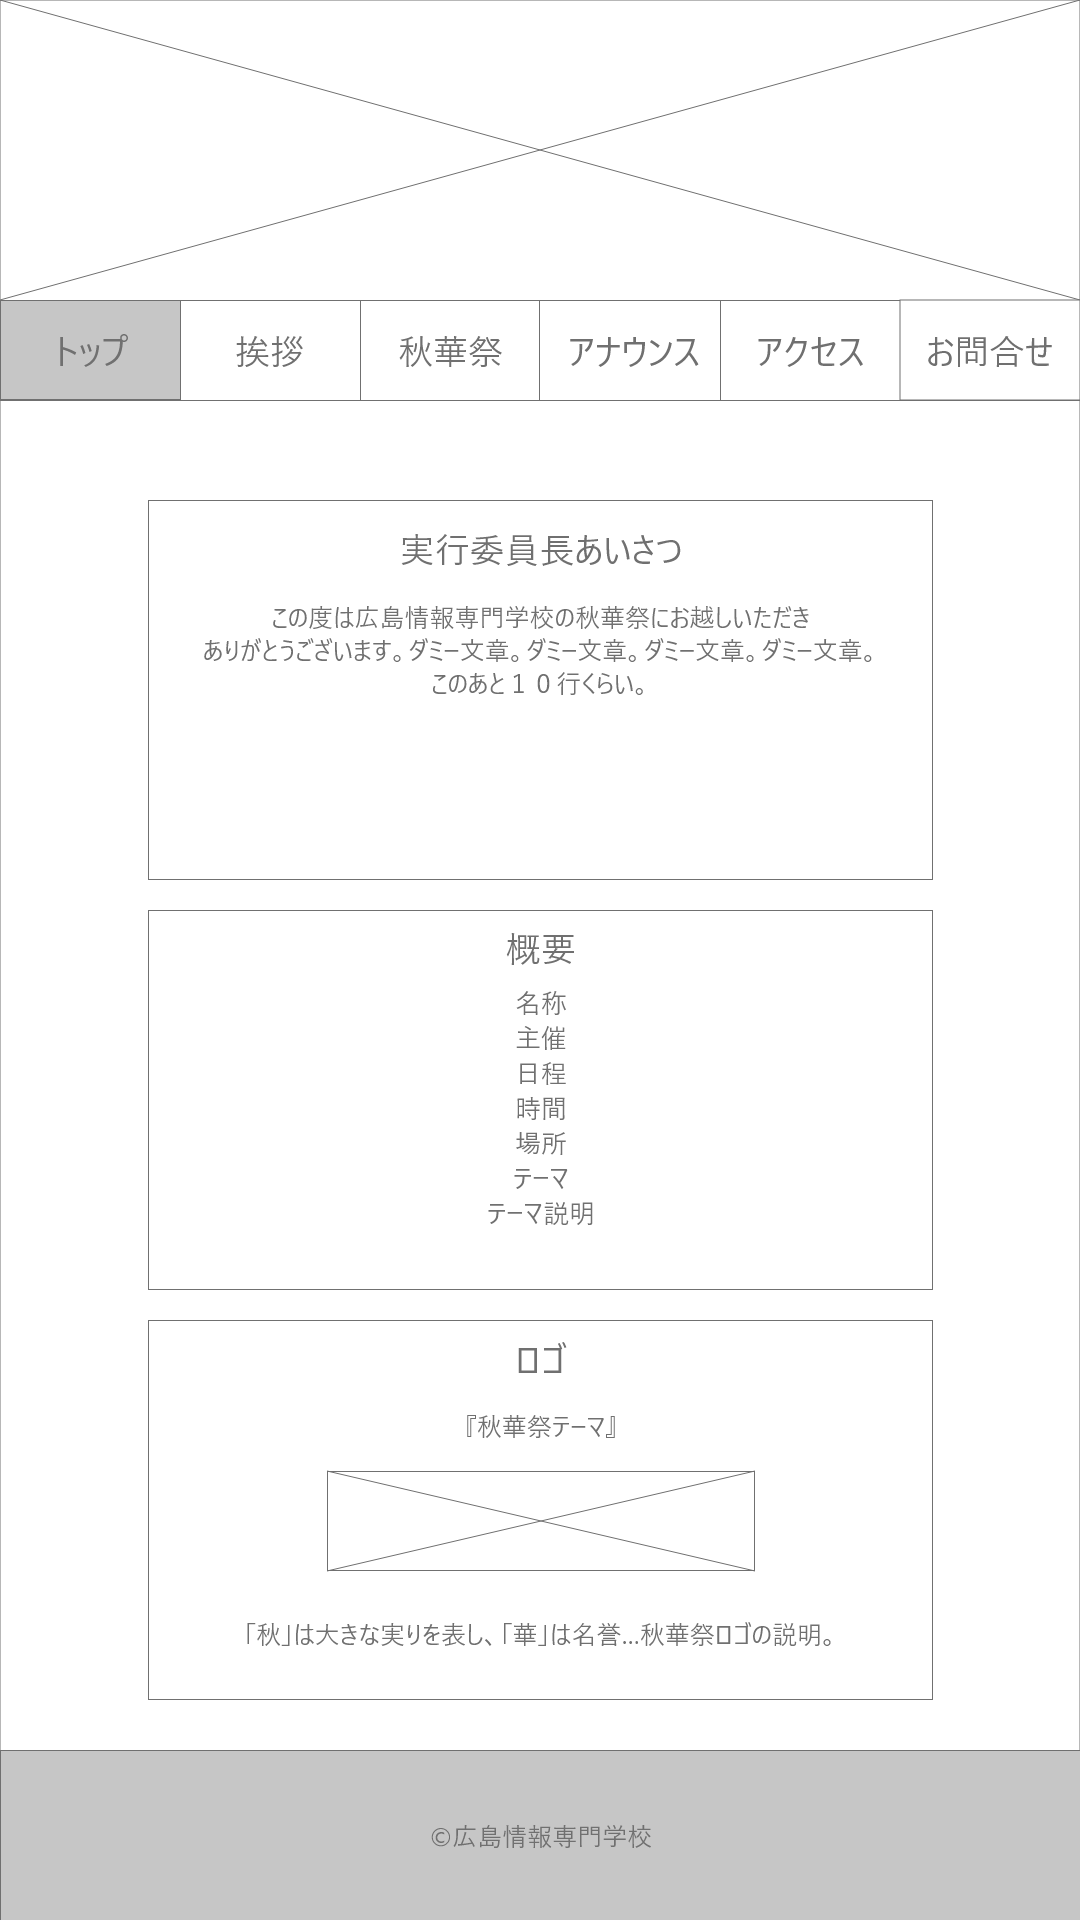 トップ
挨拶
秋華祭
アナウンス
アクセス
お問合せ
実行委員長あいさつ
この度は広島情報専門学校の秋華祭にお越しいただき
ありがとうございます。ダミー文章。ダミー文章。ダミー文章。ダミー文章。
このあと１０行くらい。
概要
名称
主催
日程
時間
場所
テーマ
テーマ説明
ロゴ
『秋華祭テーマ』
「秋」は大きな実りを表し、「華」は名誉…秋華祭ロゴの説明。
©広島情報専門学校